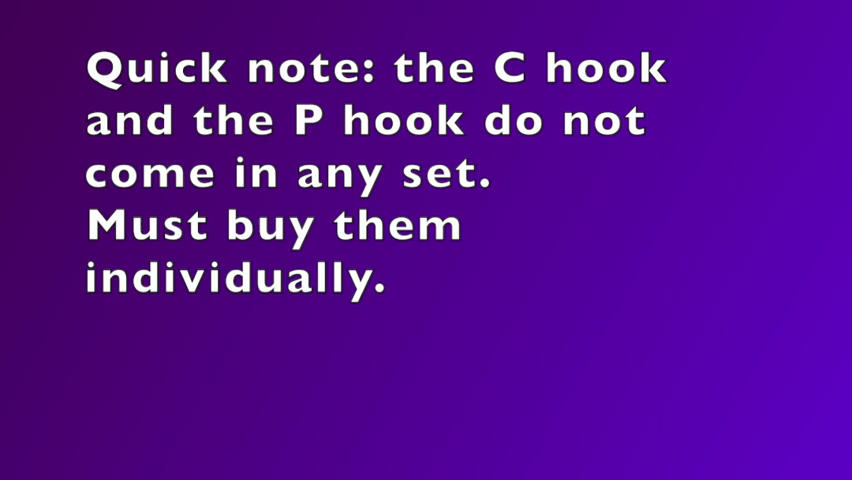 Quick note: the C hook
and the P hook do not
come in any set.
Must buy them
individually.